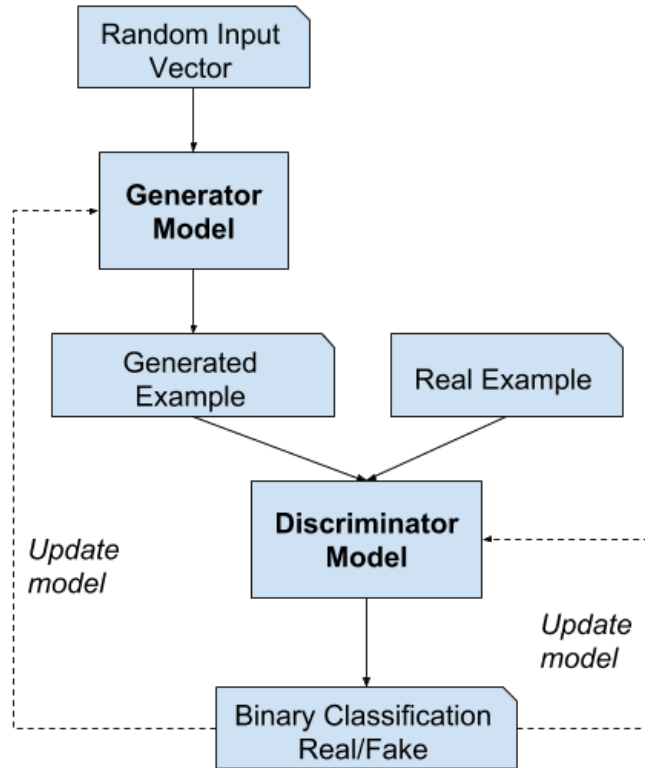 Random Input
Vector
Generator
Model
Generated
Example
Real Example
Discriminator
Model
Update
model
Update
model
Binary Classification
Real/Fake